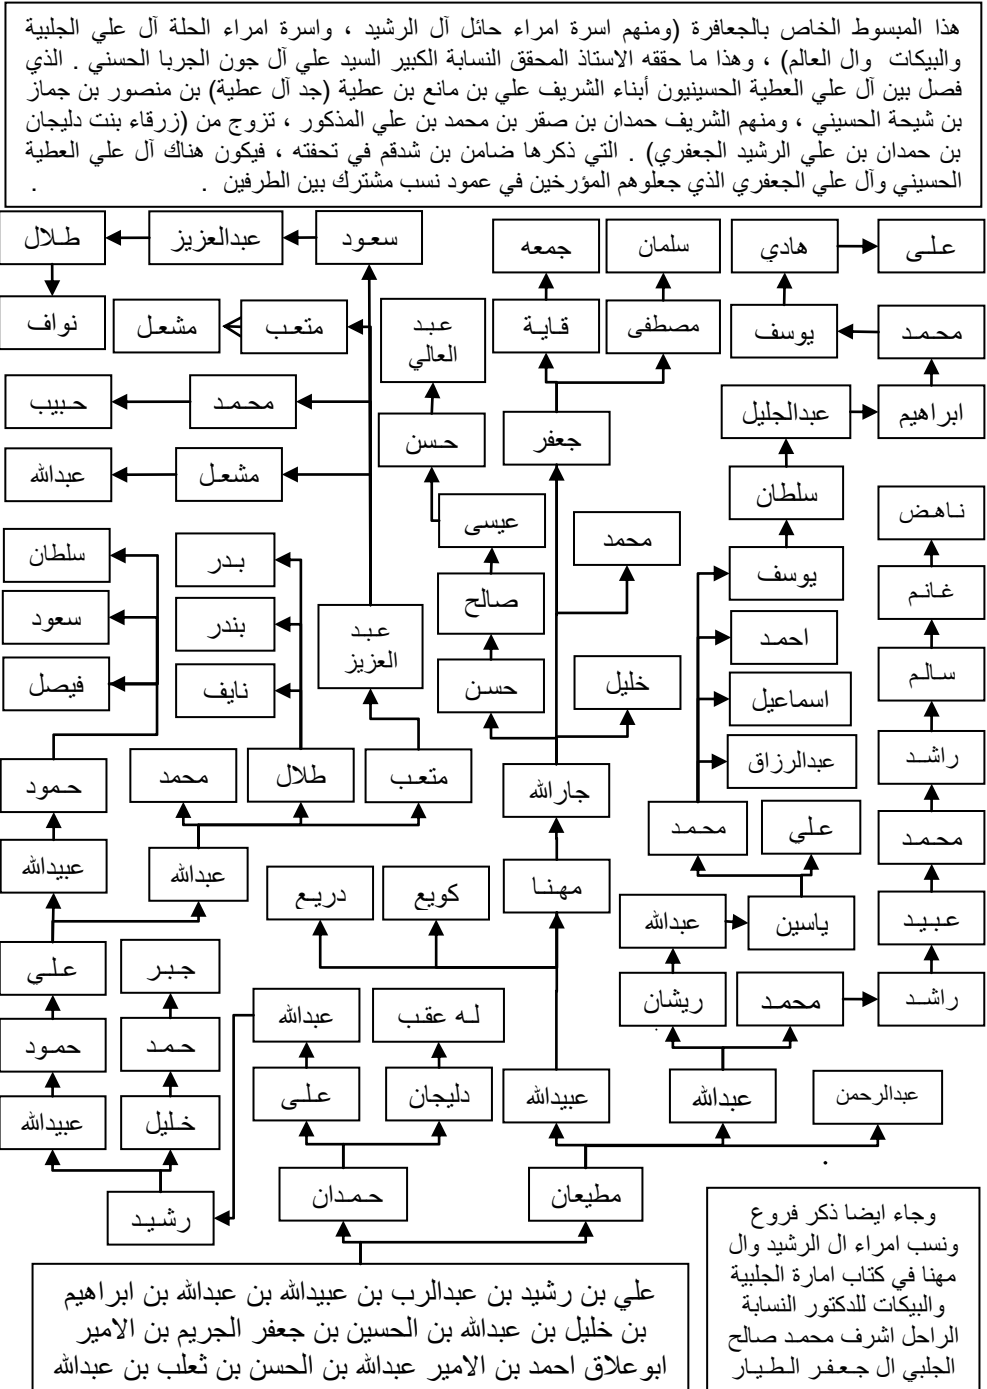 هذا المبسوط الخاص بالجعافرة (ومنهم اسرة امراء حائل آل الرشيد ، واسرة امراء الحلة آل علي الجلبية
والبيكات وال العالم) ، وهذا ما حققه الاستاذ المحقق النسابة الكبير السيد علي آل جون الجربا الحسني . الذي
فصل بين آل علي العطية الحسينيون أبناء الشريف علي بن مانع بن عطية (جد آل عطية) بن منصور بن جماز
بن شيحة الحسيني ، ومنهم الشريف حمدان بن صقر بن محمد بن علي المذكور ، تزوج من (زرقاء بنت دليجان
بن حمدان بن علي الرشيد الجعفري) . التي ذكرها ضامن بن شدقم في تحفته ، فيكون هناك آل علي العطية
الحسيني وآل علي الجعفري الذي جعلوهم المؤرخين في عمود نسب مشترك بين الطرفين . .
على
هادي
سلمان
جمعه
سعود
عبدالعزيز
طلال
محمد
يوسف
مصطفى
قاية
عبد
العالي
متعب
مشعل
نواف
ابراهيم
عبدالجليل
جعفر
حسن
محمد
حبيب
سلطان
مشعل
عبدالله
ناهض
يوسف
محمد
عيسى
بدر
سلطان
غانم
احمد
صالح
عبد
العزيز
بندر
سعود
سالم
اسماعيل
خليل
حسن
نايف
فيصل
راشد
عبدالرزاق
جارالله
متعب
طلال
محمد
حمود
محمد
علي
محمد
مهنا
عبدالله
عبيدالله
عبيد
ياسين
عبدالله
كويع
دريع
جبر
علي
راشد
محمد
ريشان
له عقب
عبدالله
حمد
حمود
عبدالرحمن
عبدالله
عبيدالله
دليجان
على
خليل
عبيدالله
مطيعان
حمدان
رشيد
وجاء ايضا ذكر فروع
ونسب امراء ال الرشيد وال
مهنا في كتاب امارة الجلبية
والبيكات للدكتور النسابة
الراحل اشرف محمد صالح
الجلبي ال جعفر الطيار
علي بن رشيد بن عبدالرب بن عبيدالله بن عبدالله بن ابراهيم
بن خليل بن عبدالله بن الحسين بن جعفر الجريم بن الامير
ابوعلاق احمد بن الامير عبدالله بن الحسن بن ثعلب بن عبدالله